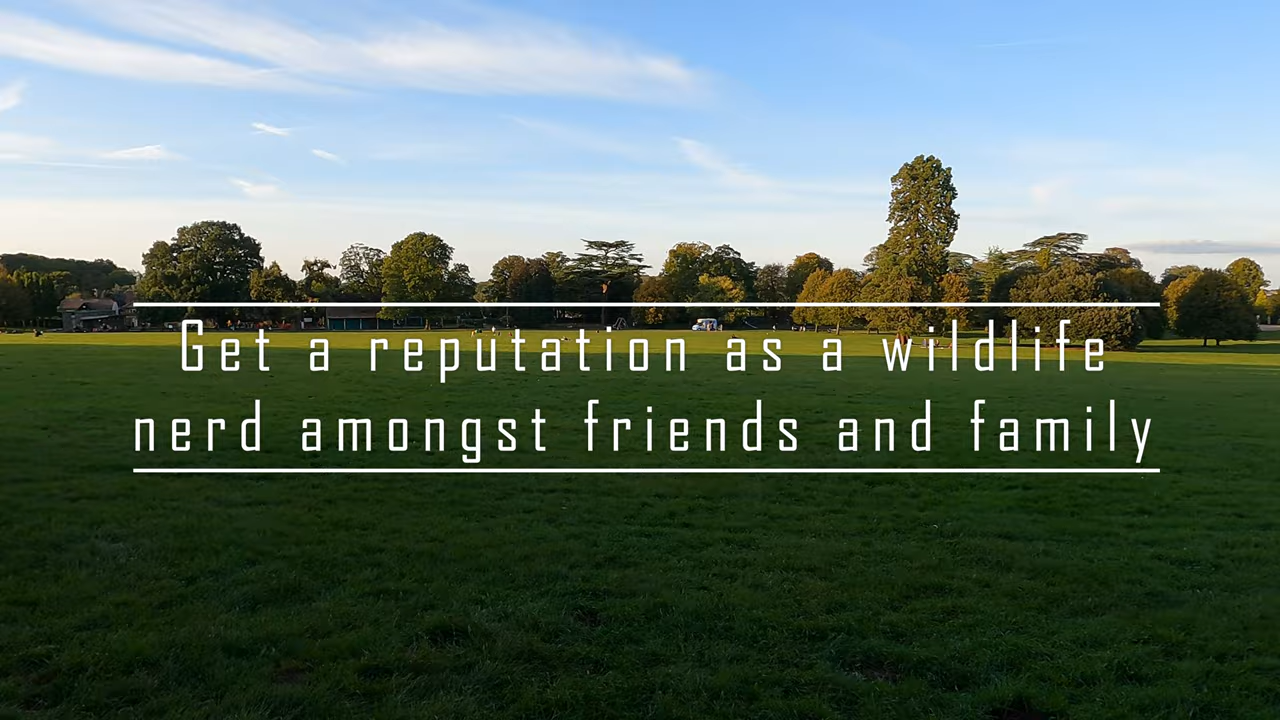 Get a reputation as a wildlife
nerd amongst friends and family